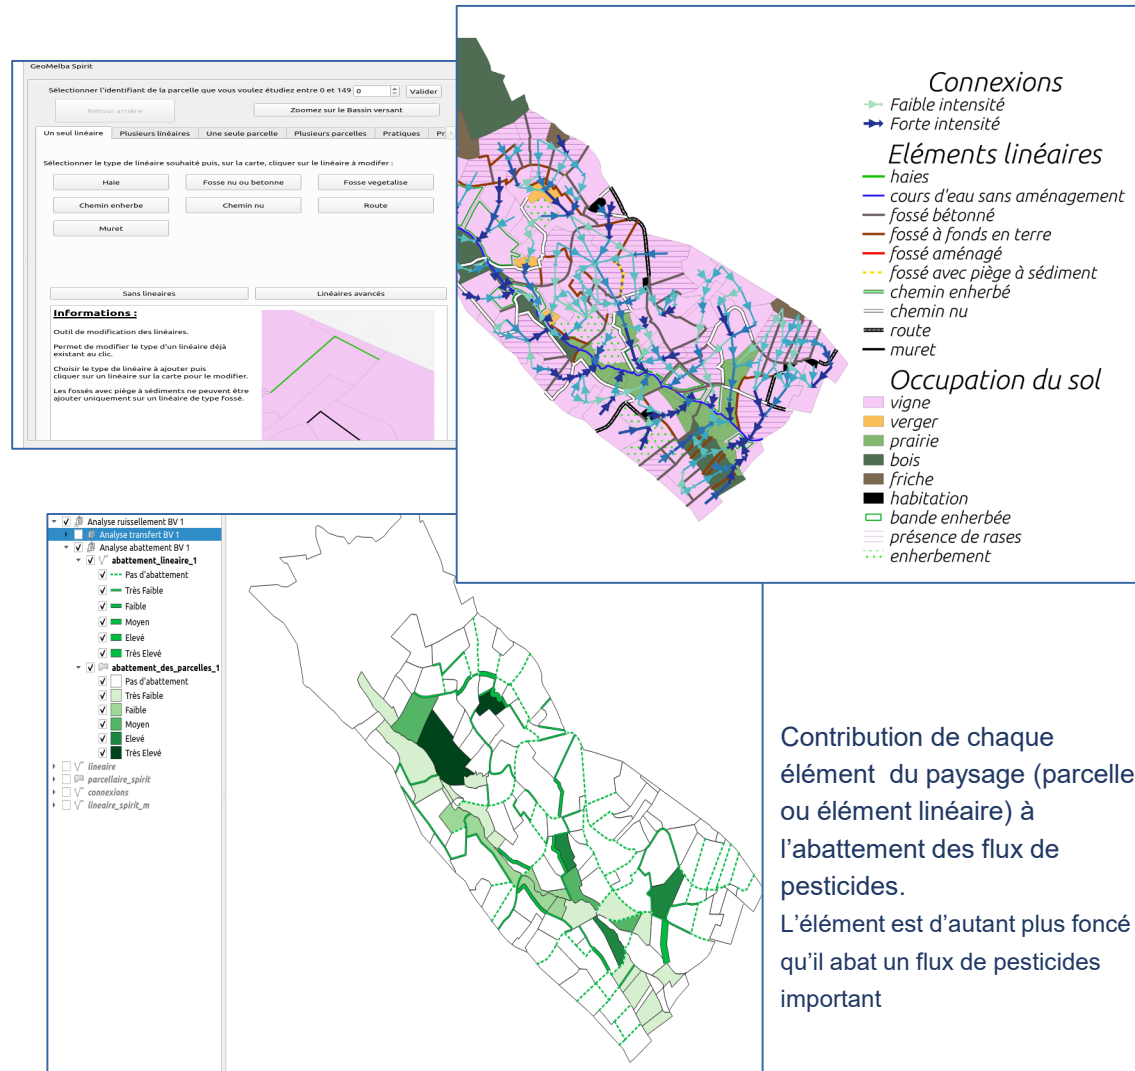 GeoMelba Spirit
Sélectionner l'identifiant de la parcelle que vous voulez étudiez entre 0 et 149 0 Valider
Retour arrière Zoomez sur le Bassin versant
Un seul linéaire Plusieurs linéaires Une seule parcelle Plusieurs parcelles Pratiques Pr
Sélectionner le type de linéaire souhaité puis, sur la carte, cliquer sur le linéaire à modifier :
Haie Fosse nu ou betonne Fosse vegetalise
Chemin enherbe Chemin nu Route
Muret
Sans lineaires Linéaires avancés
Informations :
Outil de modification des linéaires.
Permet de modifier le type d'un linéaire déjà
existant au clic.
Choisir le type de linéaire à ajouter puis
cliquer sur un linéaire sur la carte pour le modifier.
Les fossés avec piège à sédiments ne peuvent être
ajouter uniquement sur un linéaire de type fossé.
Connexions
Faible intensité
Forte intensité
Eléments linéaires
haies
cours d'eau sans aménagement
fossé bétonné
fossé à fonds en terre
fossé aménagé
fossé avec piège à sédiment
chemin enherbé
chemin nu
route
muret
Occupation du sol
vigne
verger
prairie
bois
friche
habitation
bande enherbée
présence de rases
enherbement
Analyse ruissellement BV 1
Analyse transfert BV 1
Analyse abattement BV 1
abattement_lineaire_1
Pas d'abattement
Très Faible
Faible
Moyen
Elevé
Très Elevé
abattement_des_parcelles_1
Pas d'abattement
Très Faible
Faible
Moyen
Elevé
Très Elevé
lineaire
parcellaire_spirit
connexions
lineaire_spirit_m
Contribution de chaque
élément du paysage (parcelle
ou élément linéaire) à
l'abattement des flux de
pesticides.
L'élément est d'autant plus foncé
qu'il abat un flux de pesticides
important